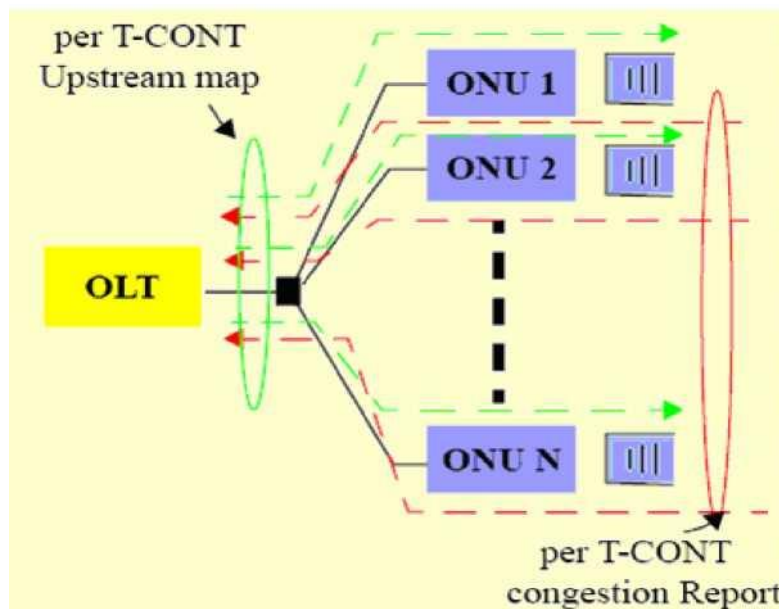 per T-CONT
Upstream map
ONU 1
ONU 2
OLT
ONU N
per T-CONT
congestion Report